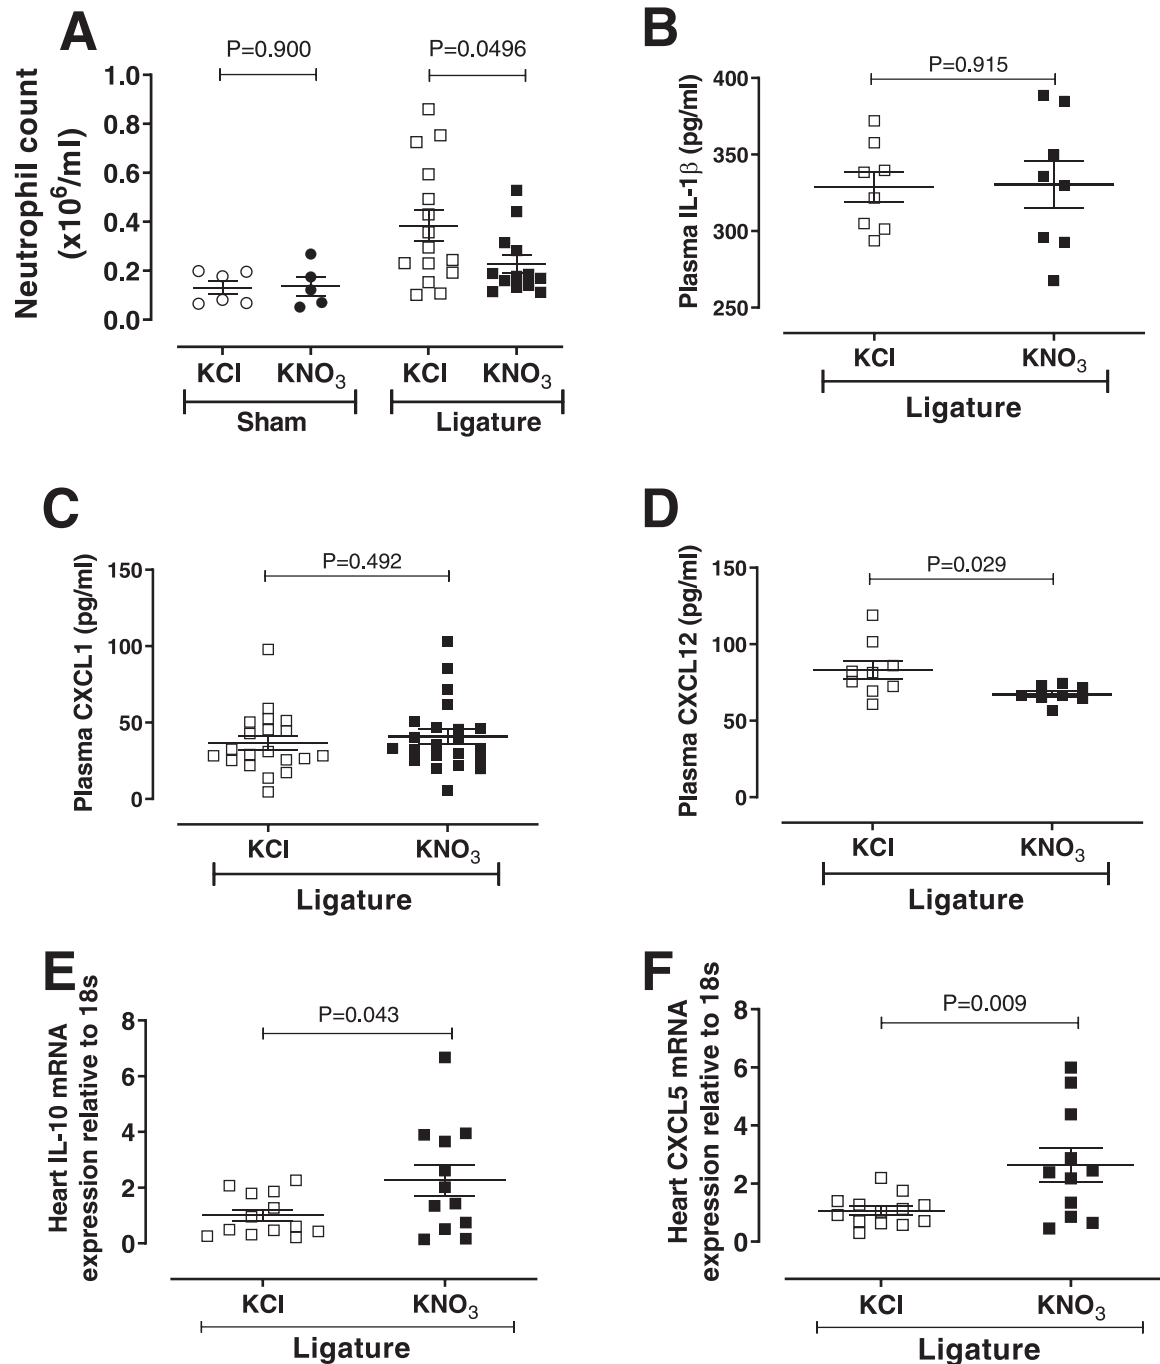 A
P=0.900
P=0.0496
Neutrophil count
(x10⁶/ml)
1.0
0.8
0.6
0.4
0.2
0.0
KCl
KNO₃
KCl
KNO₃
Sham
Ligature
B
P=0.915
Plasma IL-1β (pg/ml)
400
350
300
250
KCl
KNO₃
Ligature
C
P=0.492
Plasma CXCL1 (pg/ml)
150
100
50
0
KCl
KNO₃
Ligature
D
P=0.029
Plasma CXCL12 (pg/ml)
150
100
50
0
KCl
KNO₃
Ligature
E
P=0.043
Heart IL-10 mRNA
expression relative to 18s
8
6
4
2
0
KCl
KNO₃
Ligature
F
P=0.009
Heart CXCL5 mRNA
expression relative to 18s
8
6
4
2
0
KCl
KNO₃
Ligature